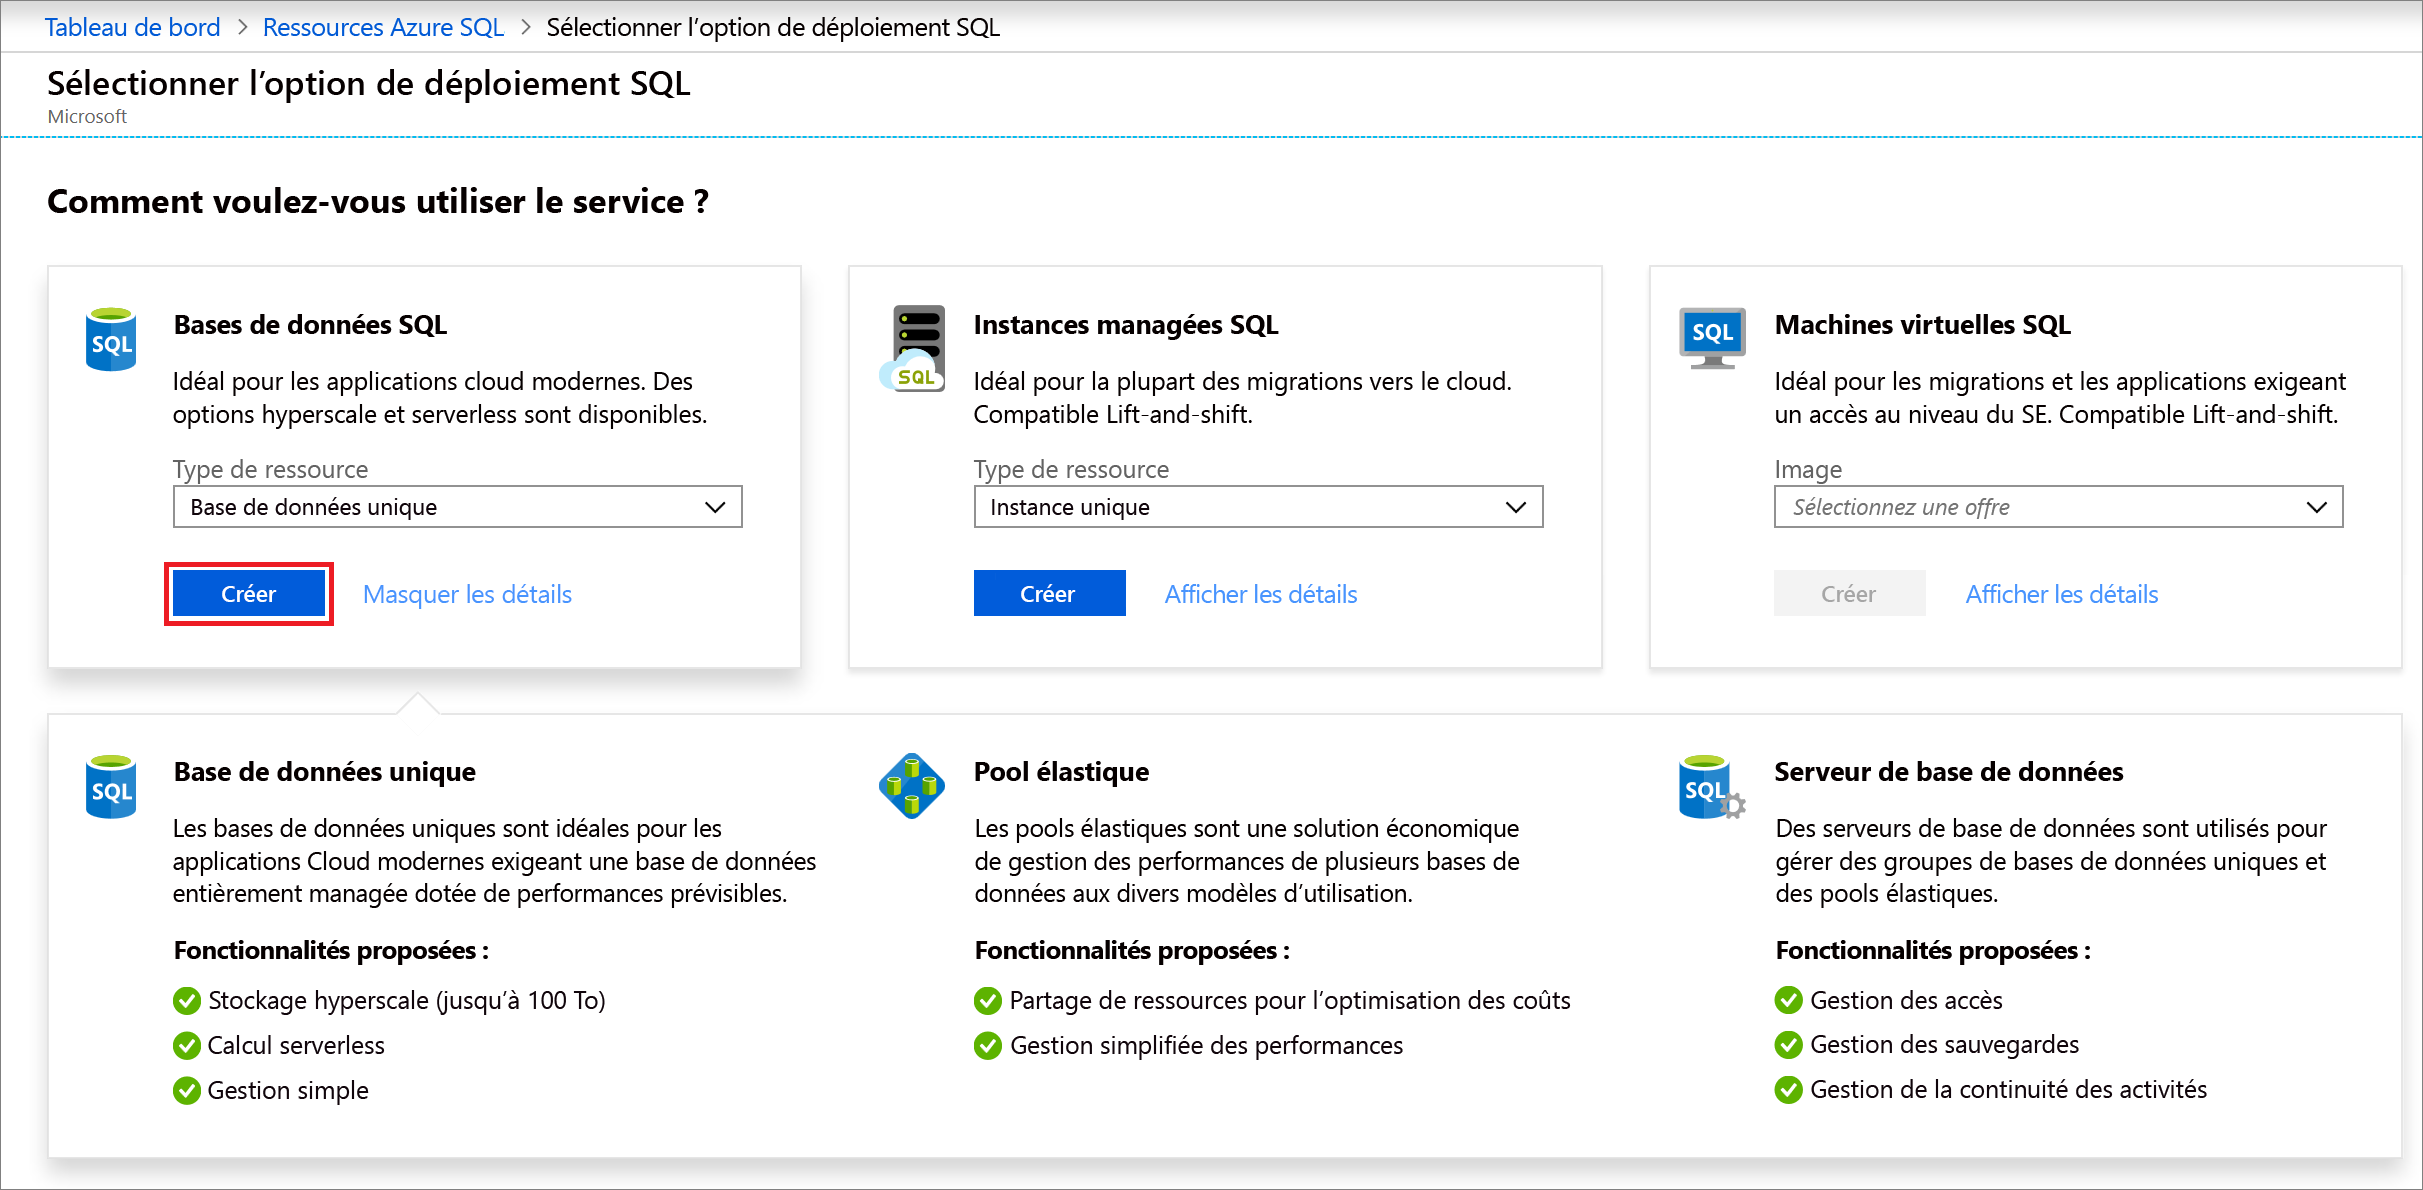 Tableau de bord > Ressources Azure SQL > Sélectionner l’option de déploiement SQL
Sélectionner l’option de déploiement SQL
Microsoft
Comment voulez-vous utiliser le service ?
SQL
Bases de données SQL
Idéal pour les applications cloud modernes. Des
options hyperscale et serverless sont disponibles.
Type de ressource
Base de données unique
Créer
Masquer les détails
SQL
Instances managées SQL
Idéal pour la plupart des migrations vers le cloud.
Compatible Lift-and-shift.
Type de ressource
Instance unique
Créer
Afficher les détails
SQL
Machines virtuelles SQL
Idéal pour les migrations et les applications exigeant
un accès au niveau du SE. Compatible Lift-and-shift.
Image
Sélectionnez une offre
Créer
Afficher les détails
SQL
Base de données unique
Les bases de données uniques sont idéales pour les
applications Cloud modernes exigeant une base de données
entièrement managée dotée de performances prévisibles.
Fonctionnalités proposées :
Stockage hyperscale (jusqu’à 100 To)
Calcul serverless
Gestion simple
Pool élastique
Les pools élastiques sont une solution économique
de gestion des performances de plusieurs bases de
données aux divers modèles d’utilisation.
Fonctionnalités proposées :
Partage de ressources pour l’optimisation des coûts
Gestion simplifiée des performances
SQL
Serveur de base de données
Des serveurs de base de données sont utilisés pour
gérer des groupes de bases de données uniques et
des pools élastiques.
Fonctionnalités proposées :
Gestion des accès
Gestion des sauvegardes
Gestion de la continuité des activités